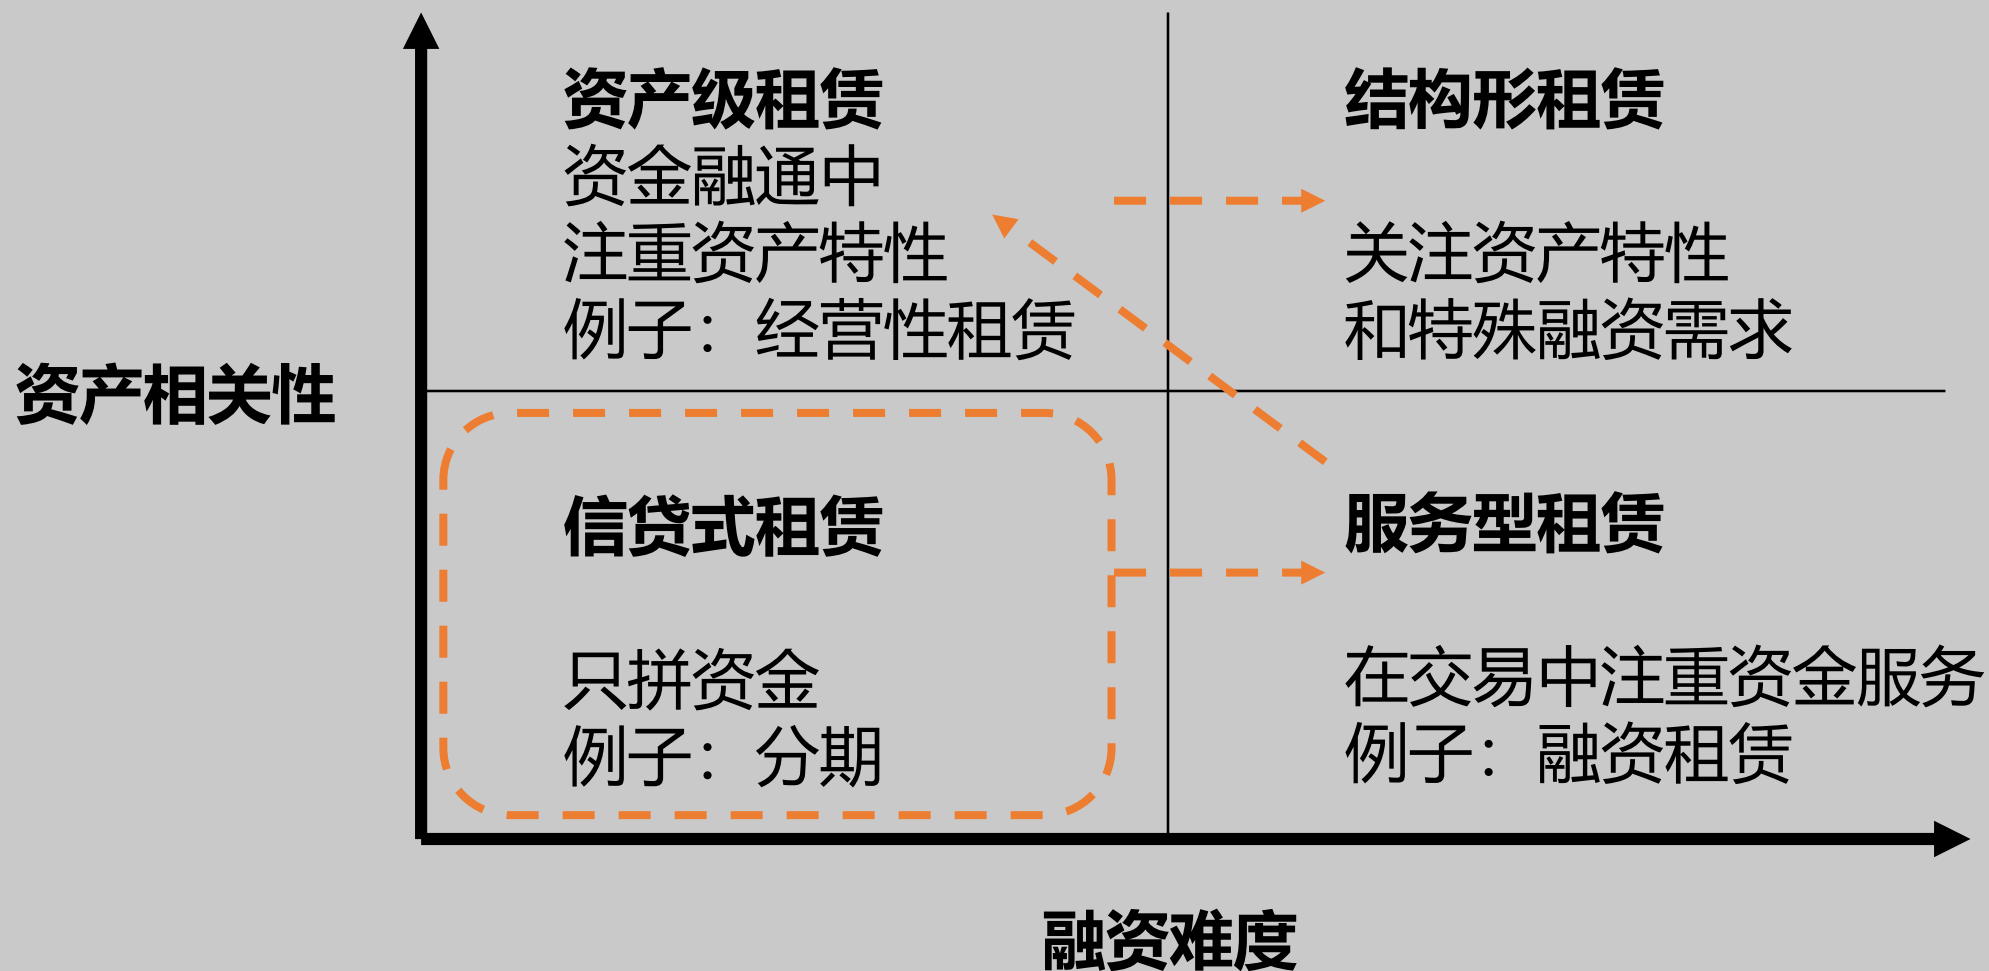 资产级租赁
资金融通中
注重资产特性
例子：经营性租赁
结构形租赁
关注资产特性
和特殊融资需求
资产相关性
信贷式租赁
只拼资金
例子：分期
服务型租赁
在交易中注重资金服务
例子：融资租赁
融资难度